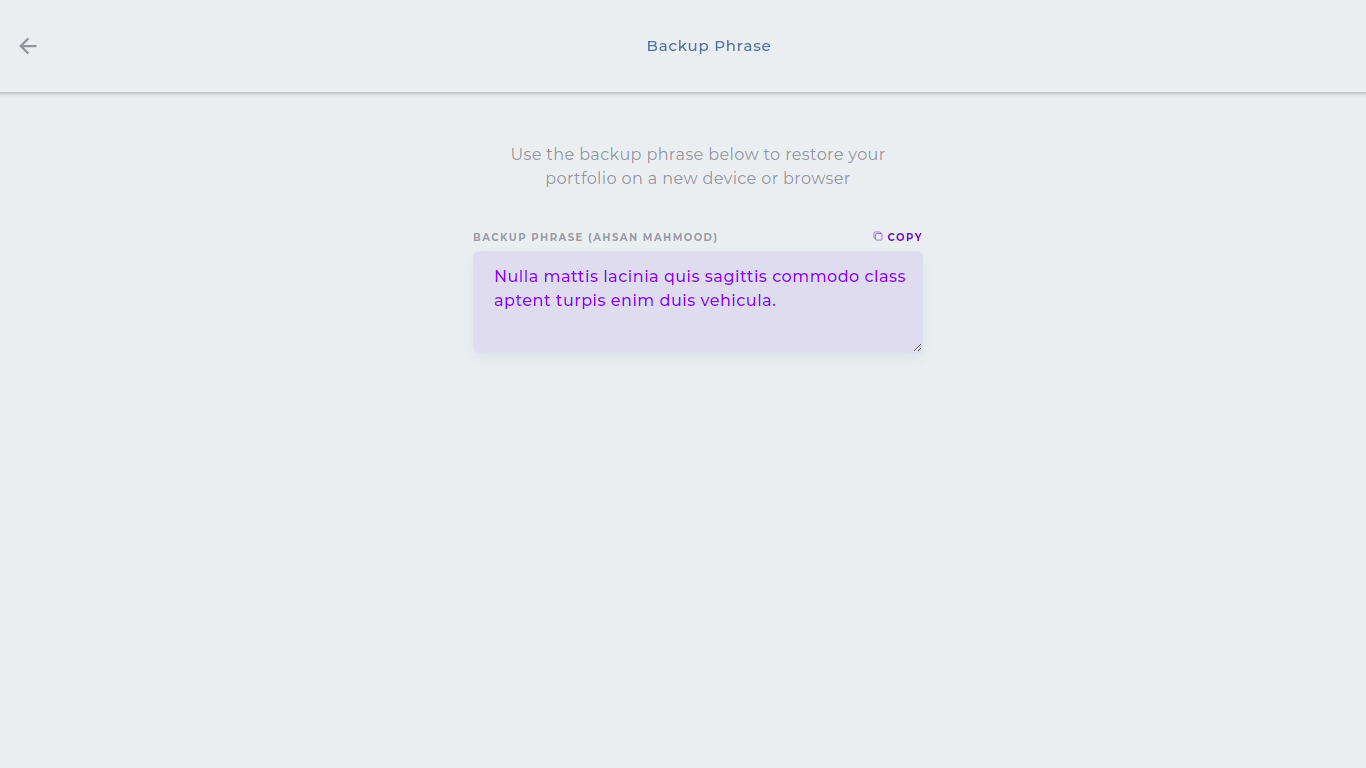 Backup Phrase
Use the backup phrase below to restore your
portfolio on a new device or browser
BACKUP PHRASE (AHSAN MAHMOOD)
COPY
Nulla mattis lacinia quis sagittis commodo class
aptent turpis enim duis vehicula.